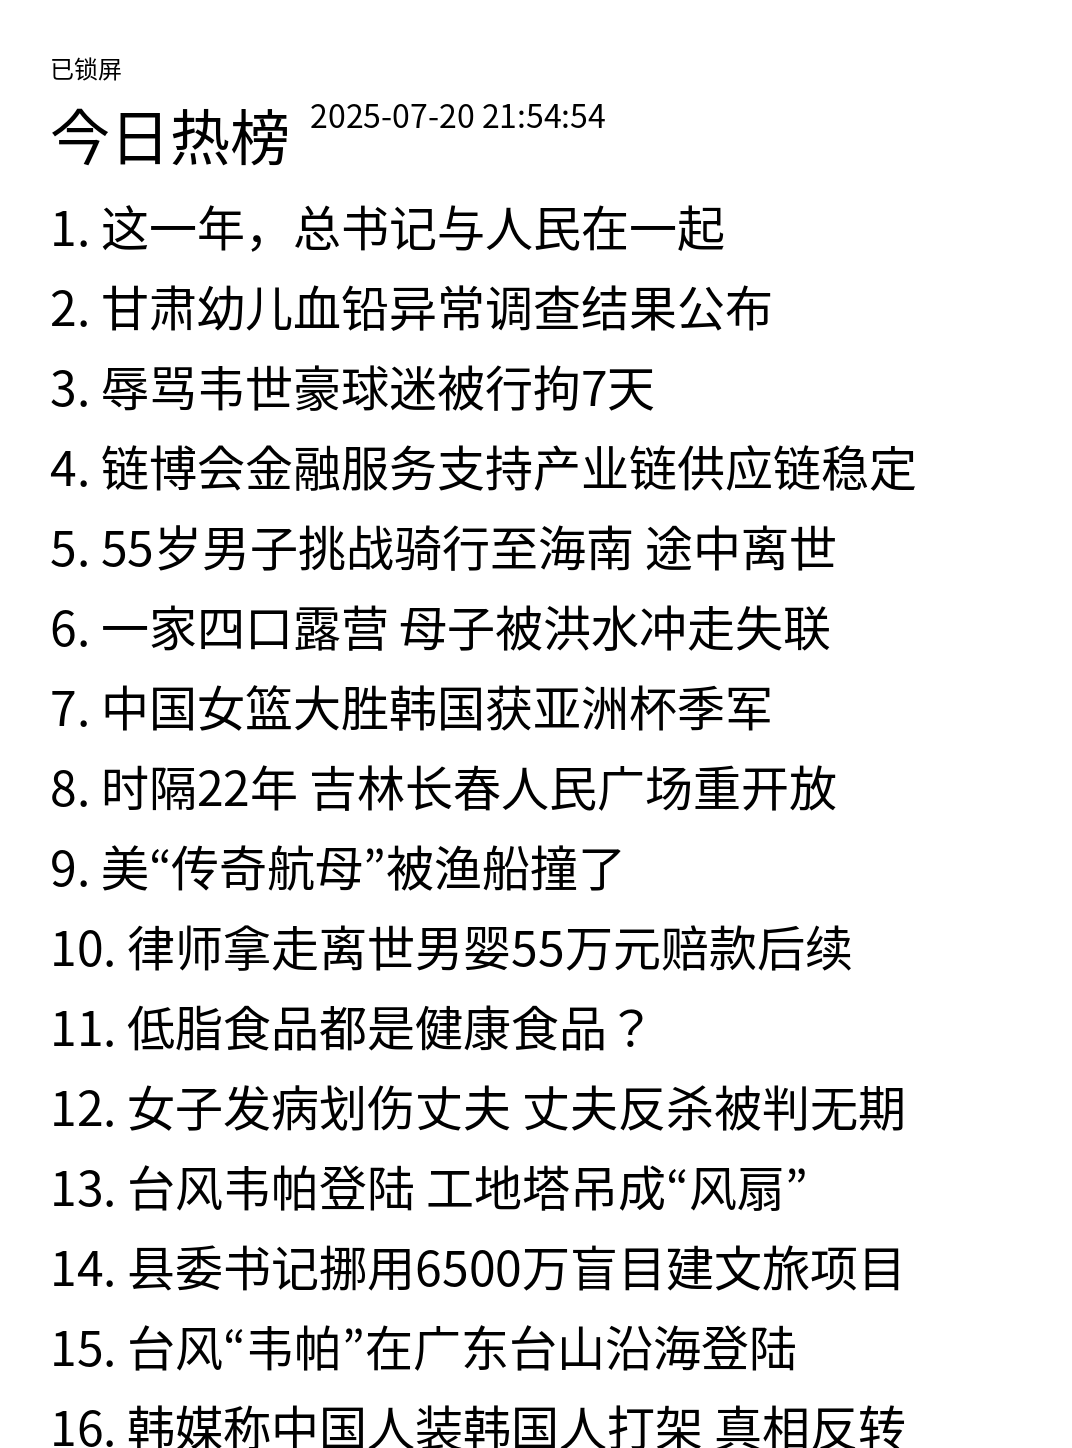 已锁屏
今日热榜 2025-07-20 21:54:54
1. 这一年，总书记与人民在一起
2. 甘肃幼儿血铅异常调查结果公布
3. 辱骂韦世豪球迷被行拘7天
4. 链博会金融服务支持产业链供应链稳定
5. 55岁男子挑战骑行至海南 途中离世
6. 一家四口露营 母子被洪水冲走失联
7. 中国女篮大胜韩国获亚洲杯季军
8. 时隔22年 吉林长春人民广场重开放
9. 美“传奇航母”被渔船撞了
10. 律师拿走离世男婴55万元赔款后续
11. 低脂食品都是健康食品？
12. 女子发病划伤丈夫 丈夫反杀被判无期
13. 台风韦帕登陆 工地塔吊成“风扇”
14. 县委书记挪用6500万盲目建文旅项目
15. 台风“韦帕”在广东台山沿海登陆
16. 韩媒称中国人装韩国人打架 真相反转